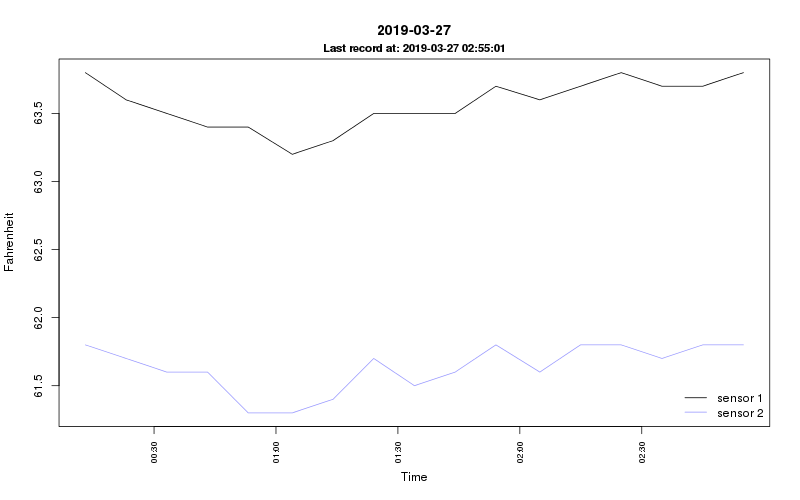 2019-03-27
Last record at: 2019-03-27 02:55:01
Fahrenheit
63.5
63.0
62.5
62.0
61.5
sensor 1
sensor 2
00:30
01:00
01:30
02:00
02:30
Time